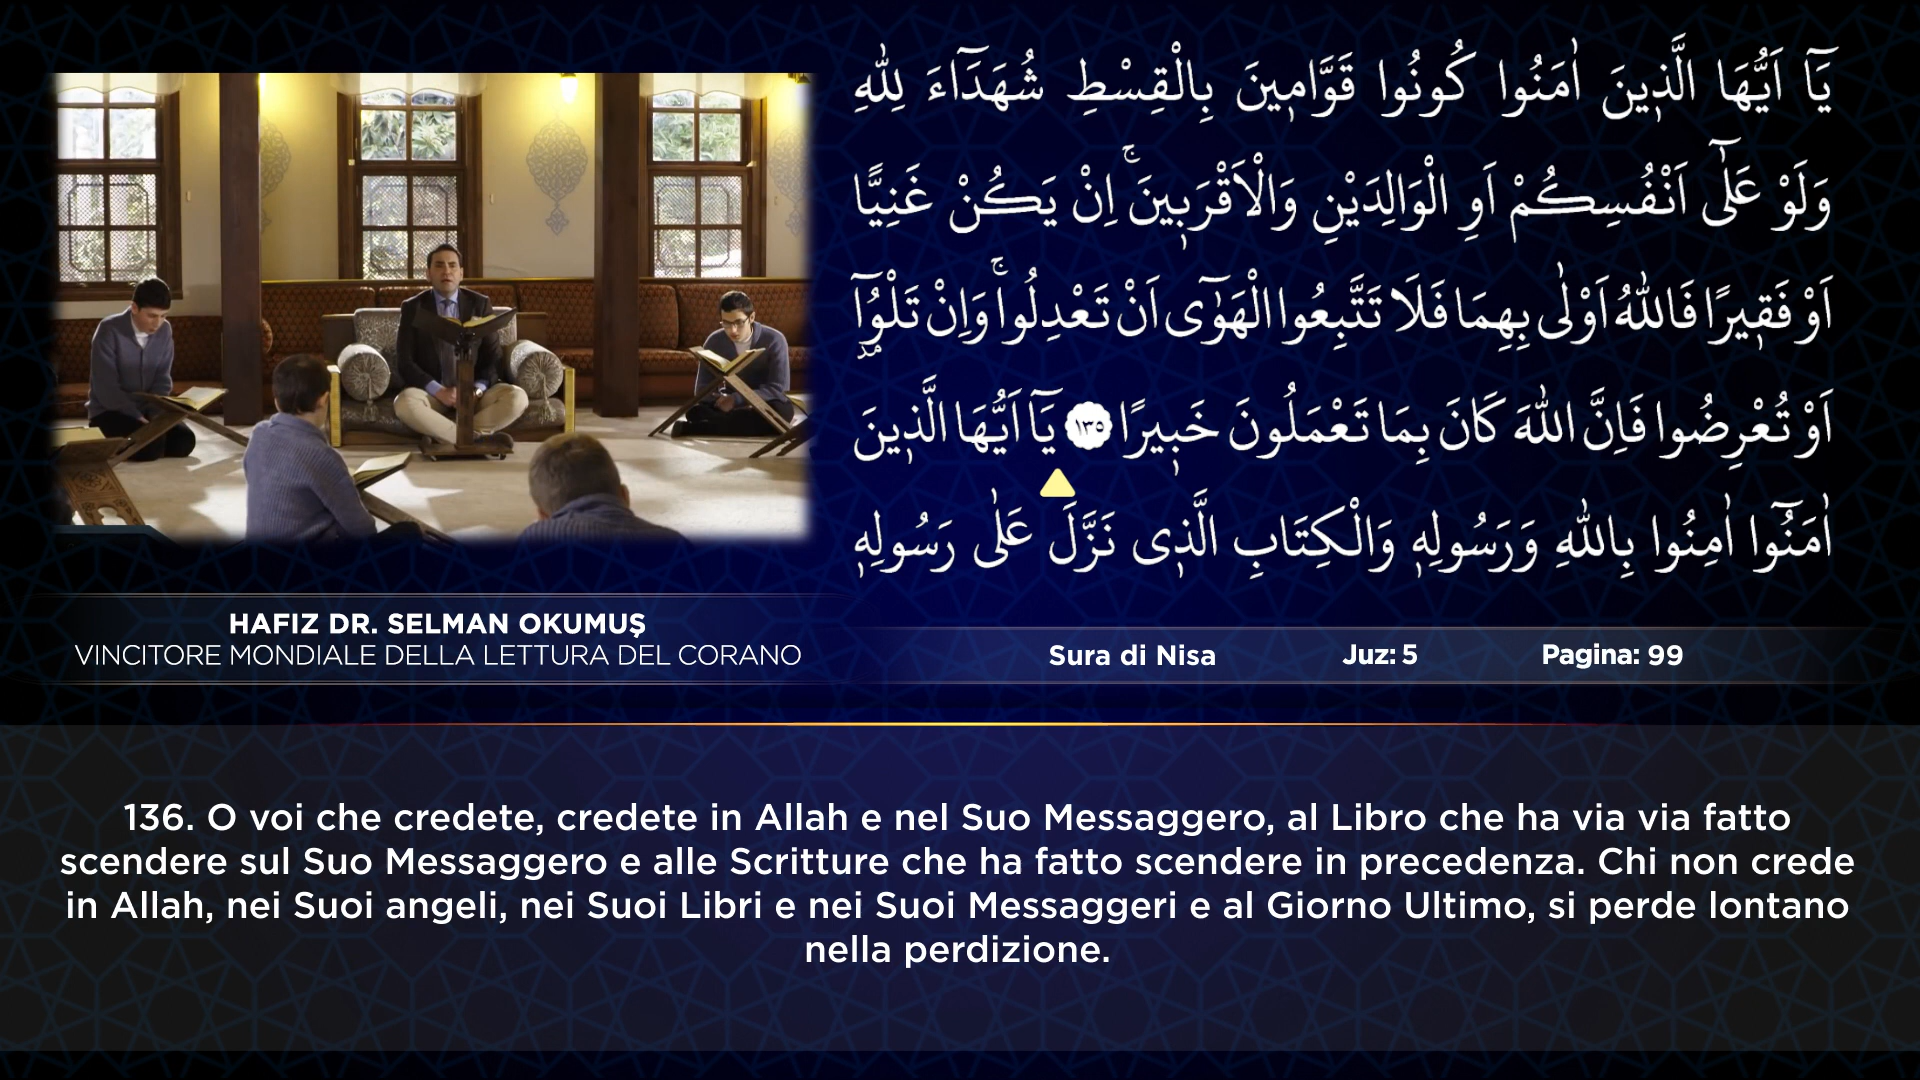 يَٓا اَيُّهَا الَّذ۪ينَ اٰمَنُوا كُونُوا قَوَّام۪ينَ بِالْقِسْطِ شُهَدَٓاءَ لِلّٰهِ
وَلَوْ عَلٰٓى اَنْفُسِكُمْ اَوِ الْوَالِدَيْنِ وَالْاَقْرَب۪ينَۚ اِنْ يَكُنْ غَنِيًّا
اَوْ فَق۪يرًا فَاللّٰهُ اَوْلٰى بِهِمَا فَلَا تَتَّبِعُوا الْهَوٰٓى اَنْ تَعْدِلُواۚ وَاِنْ تَلْوُ۫ٓا
اَوْ تُعْرِضُوا فَاِنَّ اللّٰهَ كَانَ بِمَا تَعْمَلُونَ خَب۪يرًا ١٣٥ يَٓا اَيُّهَا الَّذ۪ينَ
اٰمَنُٓوا اٰمِنُوا بِاللّٰهِ وَرَسُولِه۪ وَالْكِتَابِ الَّذ۪ى نَزَّلَ عَلٰى رَسُولِه۪
HAFIZ DR. SELMAN OKUMUŞ
VINCITORE MONDIALE DELLA LETTURA DEL CORANO
Sura di Nisa Juz: 5 Pagina: 99
136. O voi che credete, credete in Allah e nel Suo Messaggero, al Libro che ha via via fatto
scendere sul Suo Messaggero e alle Scritture che ha fatto scendere in precedenza. Chi non crede
in Allah, nei Suoi angeli, nei Suoi Libri e nei Suoi Messaggeri e al Giorno Ultimo, si perde lontano
nella perdizione.